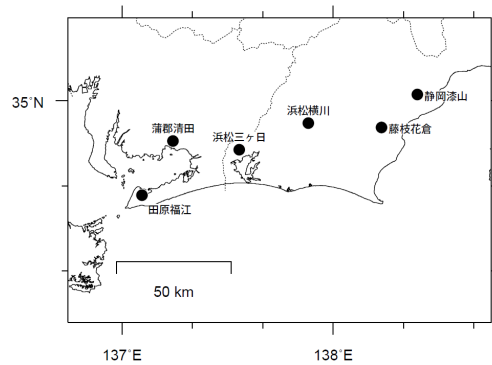 35°N
静岡漆山
浜松横川
藤枝花倉
蒲郡清田
浜松三ヶ日
田原福江
50 km
137°E
138°E